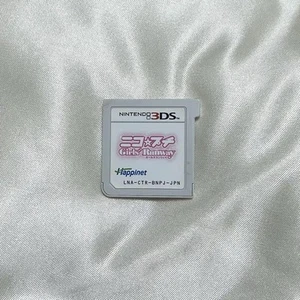 NINTENDO 3DS
ニコ☆プチ
Girls Runway
Happinet
LNA-CTR-BNPJ-JPN